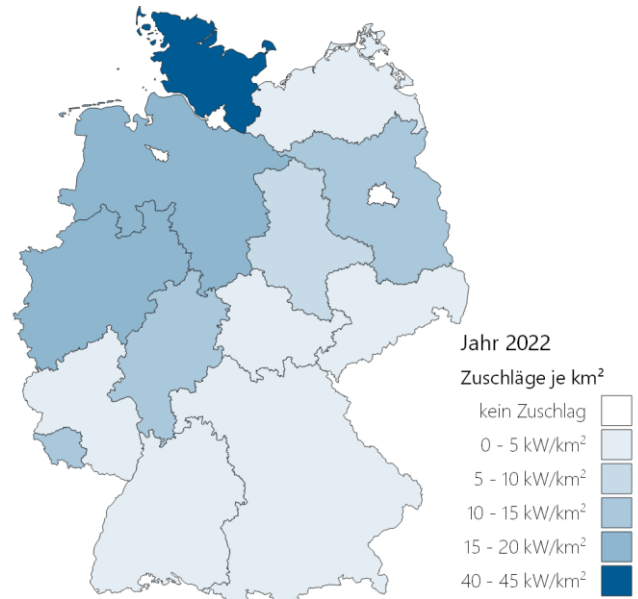 Jahr 2022
Zuschläge je km²
kein Zuschlag
0 - 5 kW/km²
5 - 10 kW/km²
10 - 15 kW/km²
15 - 20 kW/km²
40 - 45 kW/km²